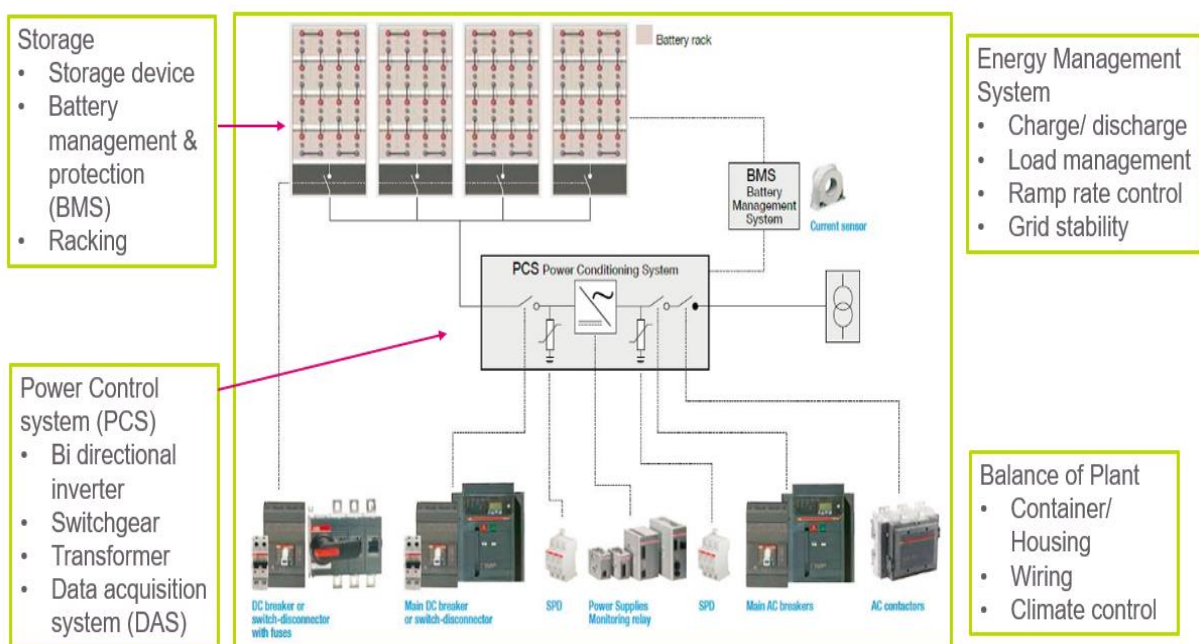 Storage
• Storage device
• Battery
management &
protection
(BMS)
• Racking
Battery rack
Energy Management
System
• Charge/ discharge
• Load management
• Ramp rate control
• Grid stability
BMS
Battery
Management
System
Current sensor
PCS Power Conditioning System
Power Control
system (PCS)
• Bi directional
inverter
• Switchgear
• Transformer
• Data acquisition
system (DAS)
DC breaker or
switch-disconnector
with fuses
Main DC breaker
or switch-disconnector
SPD
Power Supplies
Monitoring relay
SPD
Main AC breakers
AC contactors
Balance of Plant
• Container/
Housing
• Wiring
• Climate control